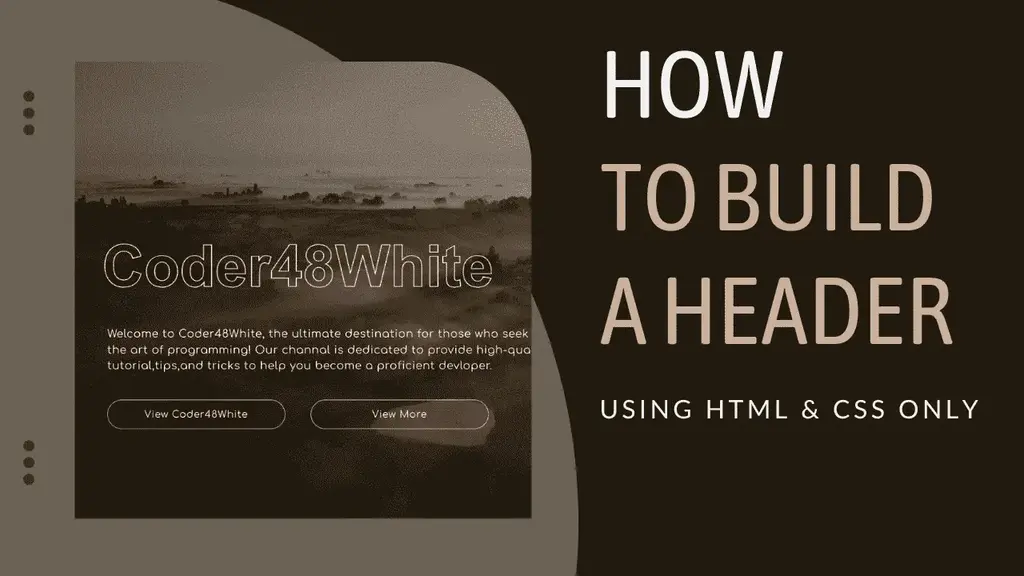 Coder48White
Welcome to Coder48White, the ultimate destination for those who seek
the art of programming! Our channal is dedicated to provide high-qua
tutorial,tips,and tricks to help you become a proficient devloper.
View Coder48White
View More
HOW
TO BUILD
A HEADER
USING HTML & CSS ONLY